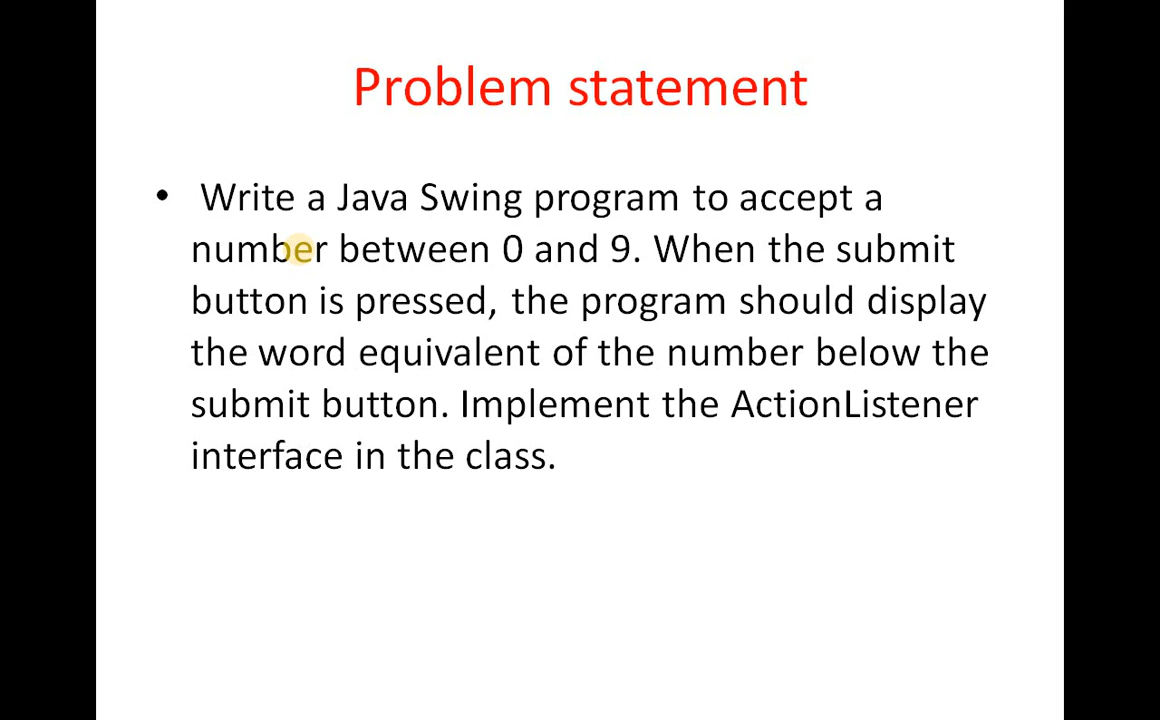 Problem statement
• Write a Java Swing program to accept a
number between 0 and 9. When the submit
button is pressed, the program should display
the word equivalent of the number below the
submit button. Implement the ActionListener
interface in the class.